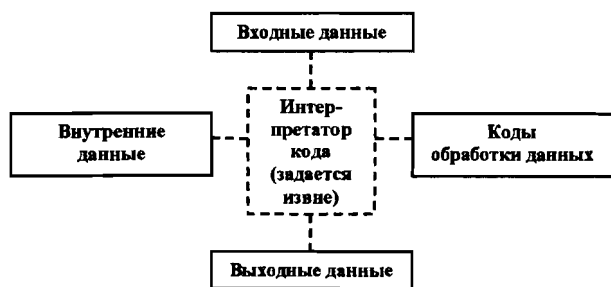 Входные данные
Внутренние
данные
Интер-
претатор
кода
(задается
извне)
Коды
обработки данных
Выходные данные